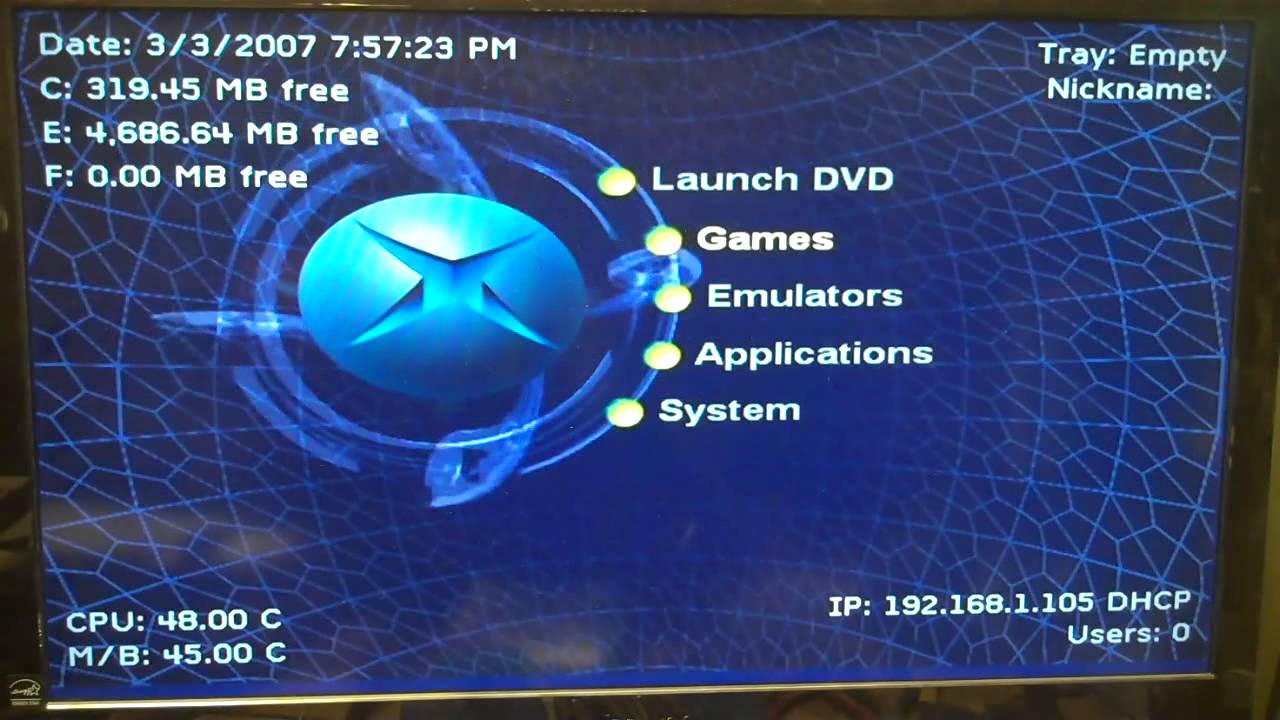 Date: 3/3/2007 7:57:23 PM
C: 319.45 MB free
E: 4,686.64 MB free
F: 0.00 MB free
Tray: Empty
Nickname:
Launch DVD
Games
Emulators
Applications
System
CPU: 48.00 C
M/B: 45.00 C
IP: 192.168.1.105 DHCP
Users: 0